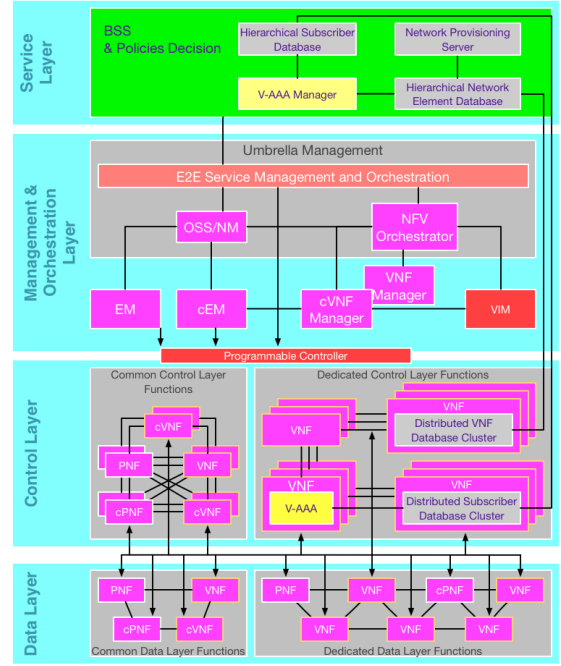 Service
Layer
BSS
& Policies Decision
Hierarchical Subscriber
Database
Network Provisioning
Server
V-AAA Manager
Hierarchical Network
Element Database
Management &
Orchestration
Layer
Umbrella Management
E2E Service Management and Orchestration
OSS/NM
NFV
Orchestrator
VNF
Manager
EM
cEM
cVNF
Manager
VIM
Programmable Controller
Control Layer
Common Control Layer
Functions
cVNF
PNF
VNF
cPNF
cVNF
Dedicated Control Layer Functions
VNF
VNF
Distributed VNF
Database Cluster
VNF
V-AAA
VNF
Distributed Subscriber
Database Cluster
Data Layer
PNF
VNF
cPNF
cVNF
Common Data Layer Functions
PNF
VNF
cPNF
VNF
VNF
VNF
VNF
Dedicated Data Layer Functions